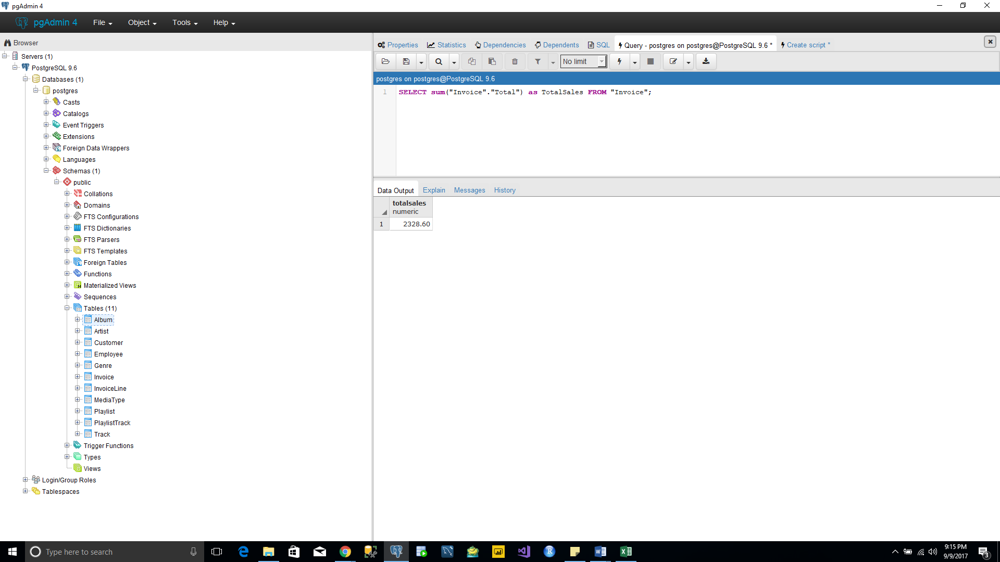 pgAdmin 4
pgAdmin 4 File Object Tools Help
Browser
Servers (1)
PostgreSQL 9.6
Databases (1)
postgres
Casts
Catalogs
Event Triggers
Extensions
Foreign Data Wrappers
Languages
Schemas (1)
public
Collations
Domains
FTS Configurations
FTS Dictionaries
FTS Parsers
FTS Templates
Foreign Tables
Functions
Materialized Views
Sequences
Tables (11)
Album
Artist
Customer
Employee
Genre
Invoice
InvoiceLine
MediaType
Playlist
PlaylistTrack
Track
Trigger Functions
Types
Views
Login/Group Roles
Tablespaces
Properties Statistics Dependencies Dependents SQL Query - postgres on postgres@PostgreSQL 9.6 * Create script *
No limit
postgres on postgres@PostgreSQL 9.6
1 SELECT sum("Invoice"."Total") as TotalSales FROM "Invoice";
Data Output Explain Messages History
totalsales
numeric
1 2328.60
Type here to search
9:15 PM
9/9/2017
3